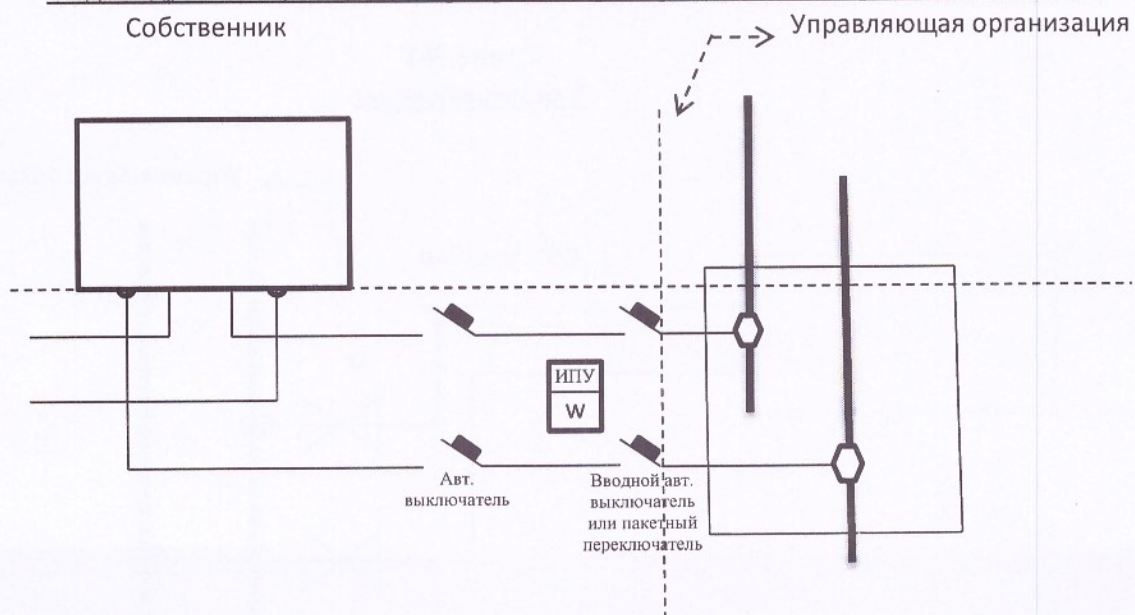 Собственник
Управляющая организация
ИПУ
W
Авт.
выключатель
Вводной авт.
выключатель
или пакетный
переключатель